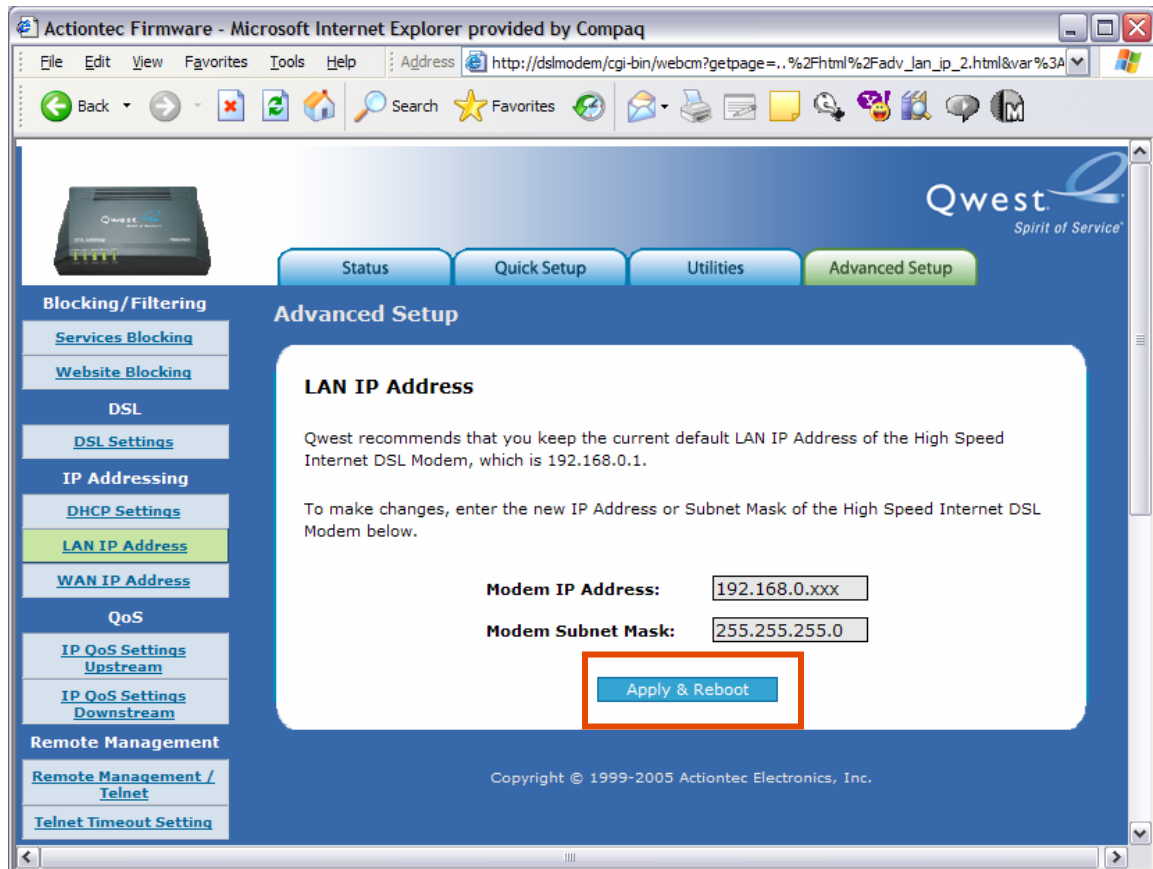 Actiontec Firmware - Microsoft Internet Explorer provided by Compaq
File Edit View Favorites Tools Help Address http://dslmodem/cgi-bin/webcm?getpage=..%2Fhtml%2Fadv_lan_ip_2.html&var%3A
Back Search Favorites
Qwest
Spirit of Service
Qwest
Status Quick Setup Utilities Advanced Setup
Blocking/Filtering
Services Blocking
Website Blocking
DSL
DSL Settings
IP Addressing
DHCP Settings
LAN IP Address
WAN IP Address
QoS
IP QoS Settings
Upstream
IP QoS Settings
Downstream
Remote Management
Remote Management /
Telnet
Telnet Timeout Setting
Advanced Setup
LAN IP Address
Qwest recommends that you keep the current default LAN IP Address of the High Speed
Internet DSL Modem, which is 192.168.0.1.
To make changes, enter the new IP Address or Subnet Mask of the High Speed Internet DSL
Modem below.
Modem IP Address: 192.168.0.xxx
Modem Subnet Mask: 255.255.255.0
Apply & Reboot
Copyright © 1999-2005 Actiontec Electronics, Inc.